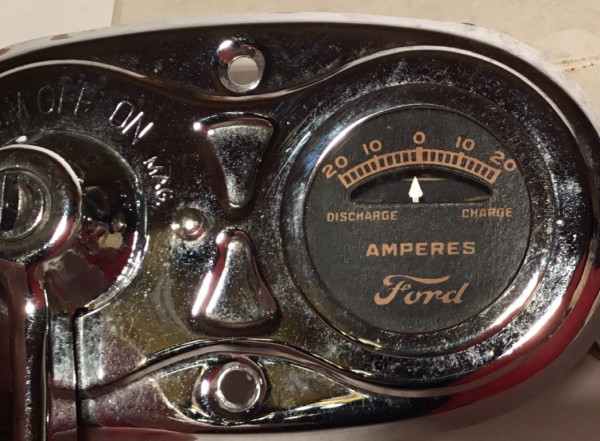 OFF ON MAG
20 10 0 10 20
DISCHARGE CHARGE
AMPERES
Ford